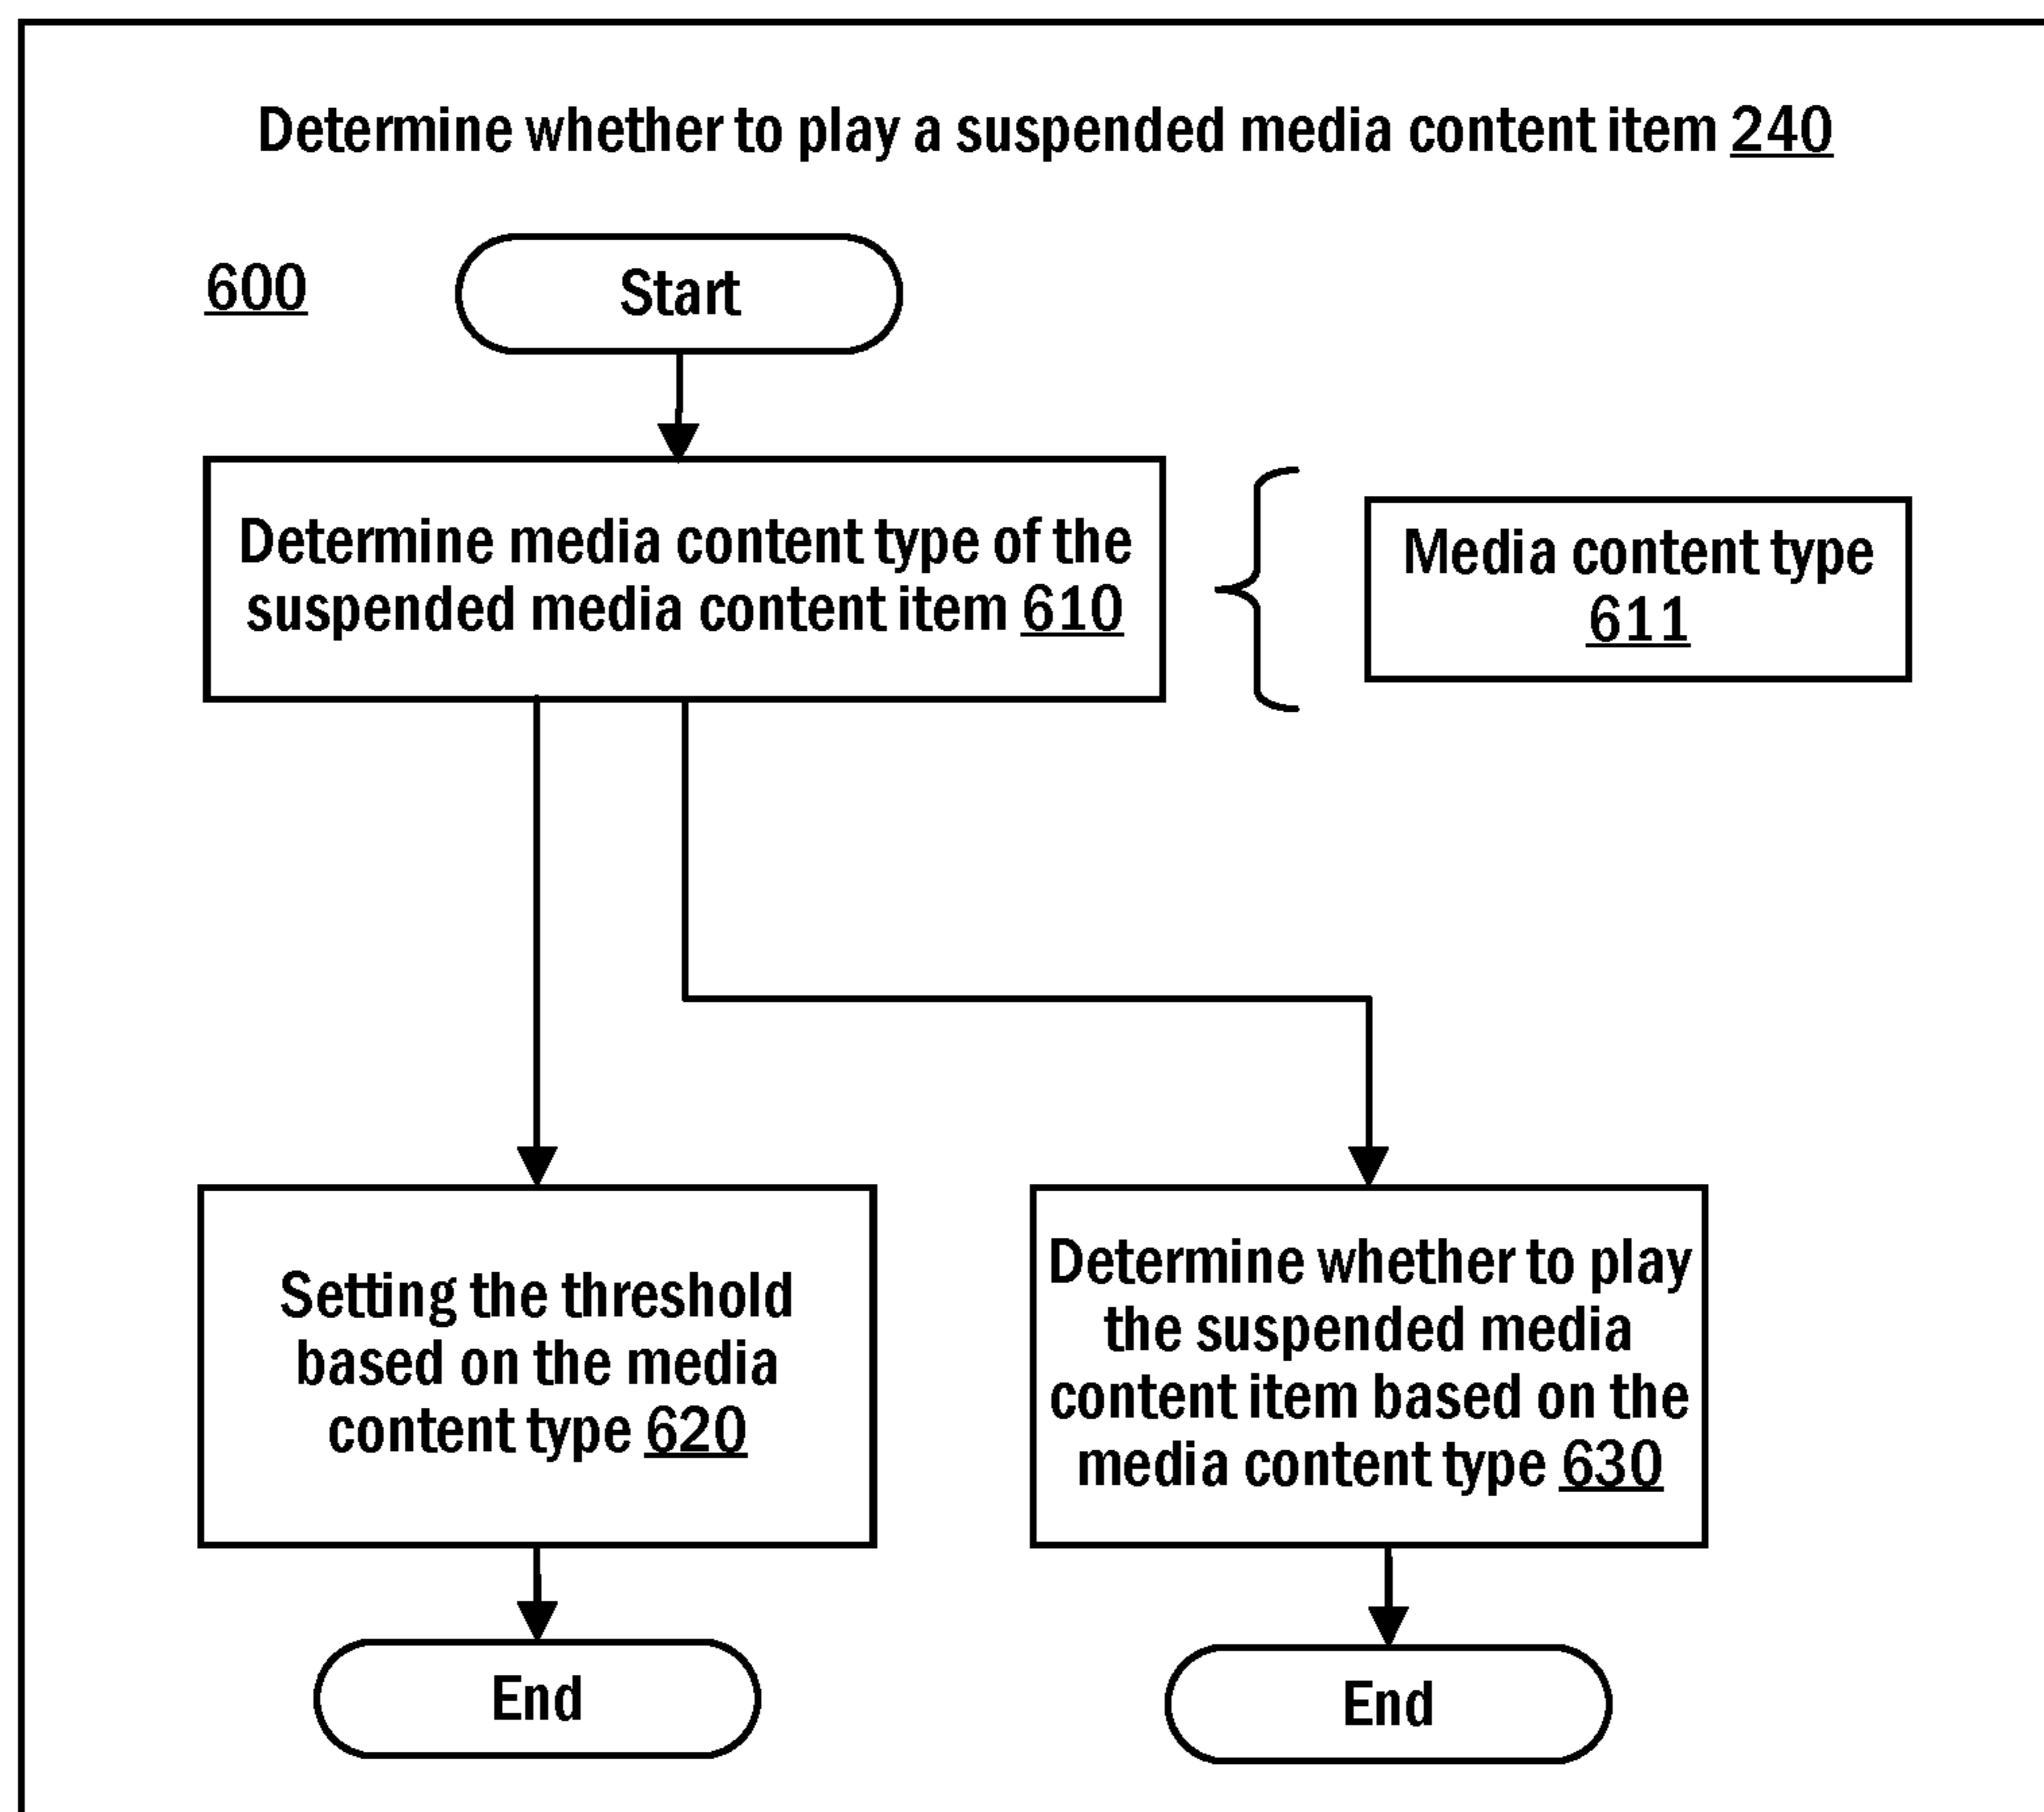 Determine whether to play a suspended media content item 240
600
Start
Determine media content type of the
suspended media content item 610
Media content type
611
Setting the threshold
based on the media
content type 620
Determine whether to play
the suspended media
content item based on the
media content type 630
End
End